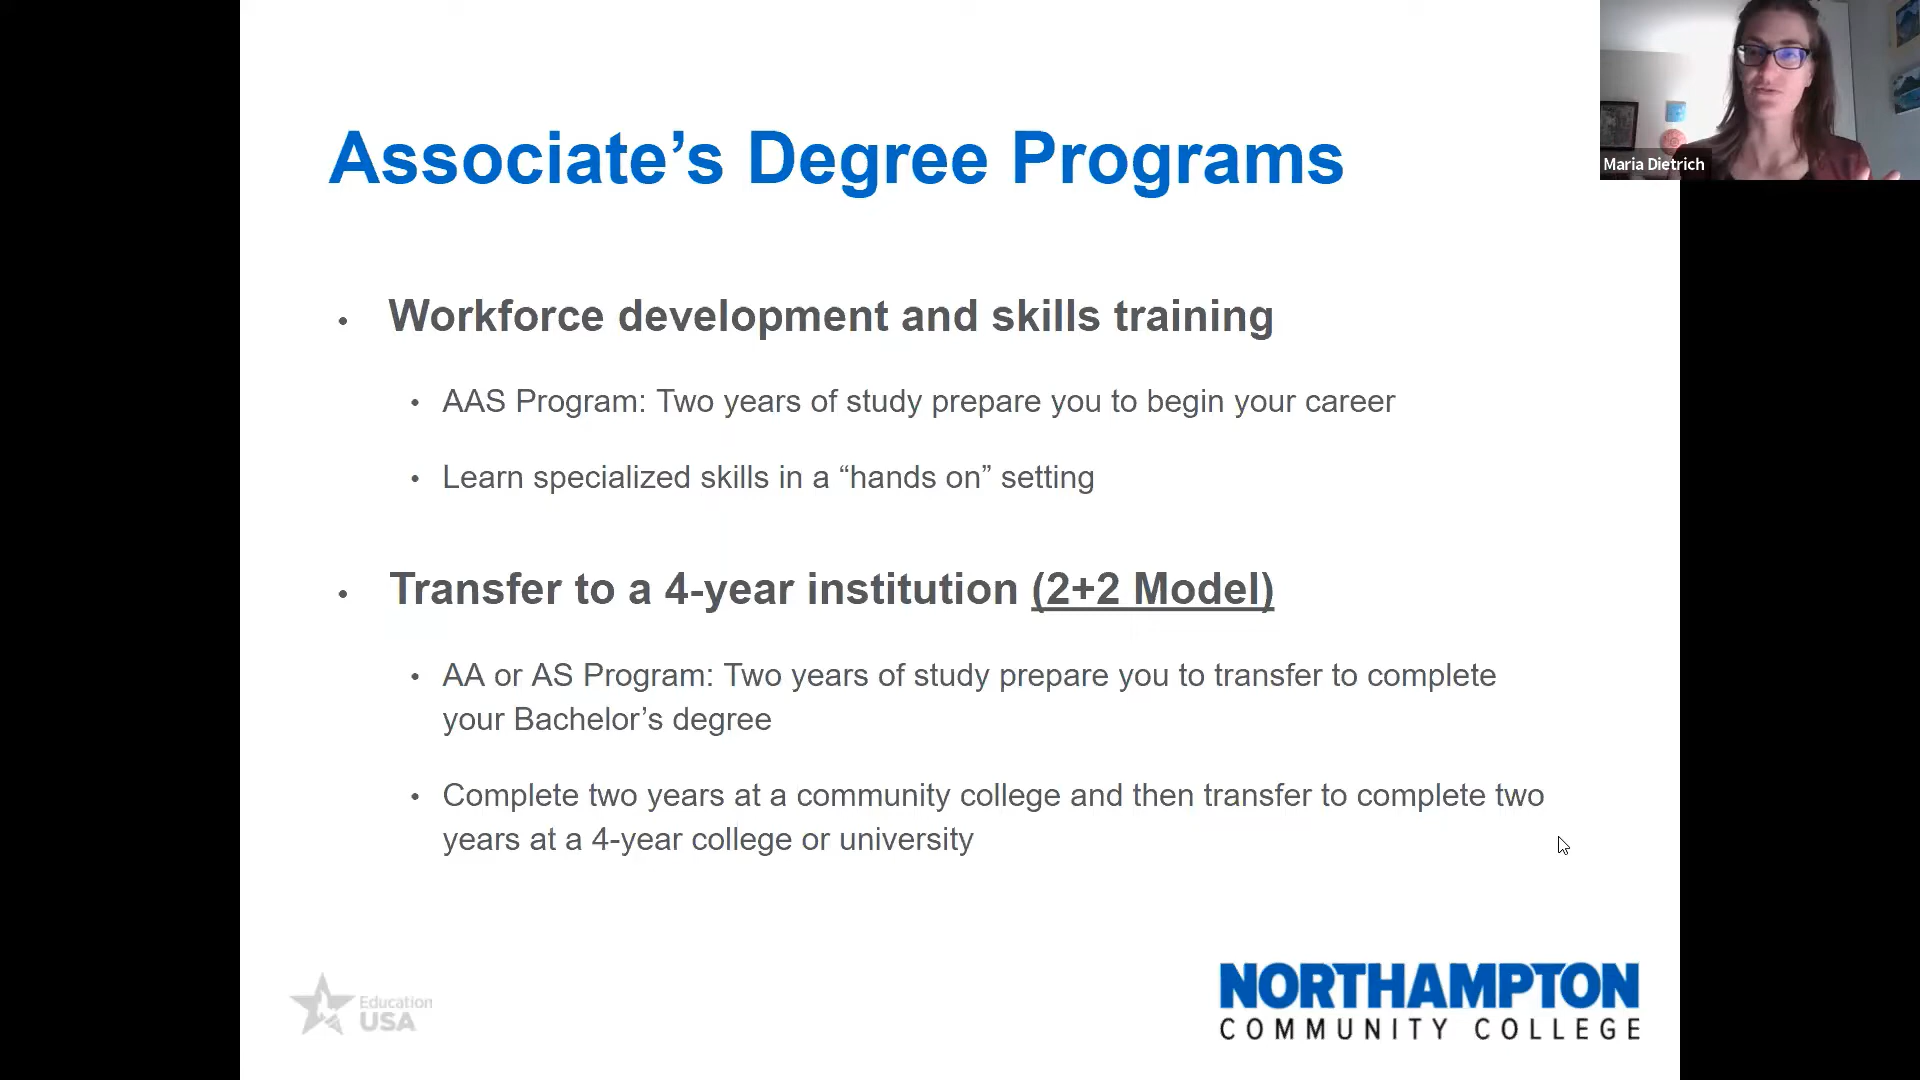 Associate’s Degree Programs
Maria Dietrich
• Workforce development and skills training
• AAS Program: Two years of study prepare you to begin your career
• Learn specialized skills in a “hands on” setting
• Transfer to a 4-year institution (2+2 Model)
• AA or AS Program: Two years of study prepare you to transfer to complete
your Bachelor’s degree
• Complete two years at a community college and then transfer to complete two
years at a 4-year college or university
Education
USA
NORTHAMPTON
COMMUNITY COLLEGE